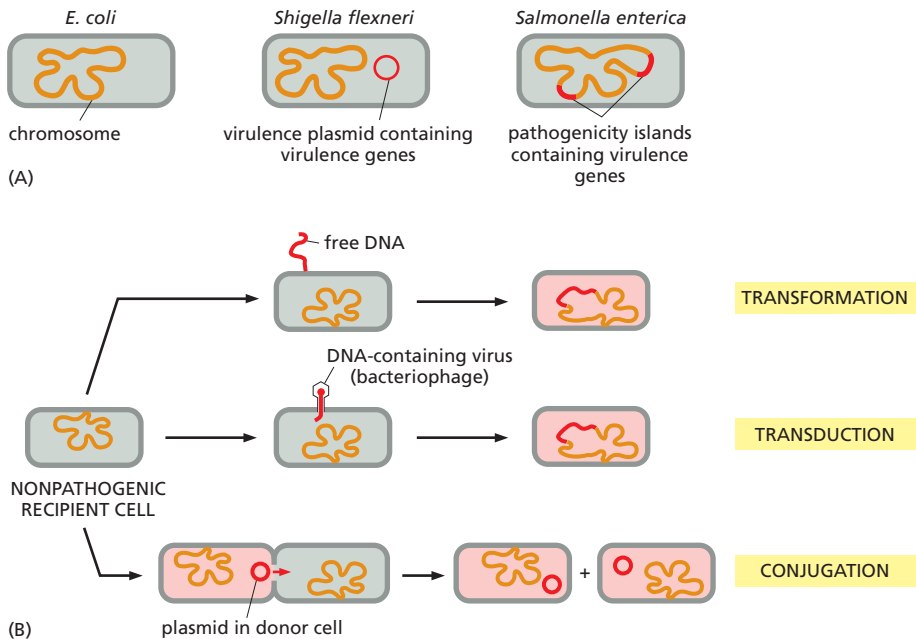 E. coli
Shigella flexneri
Salmonella enterica
chromosome
virulence plasmid containing
virulence genes
pathogenicity islands
containing virulence
genes
(A)
free DNA
TRANSFORMATION
DNA-containing virus
(bacteriophage)
TRANSDUCTION
NONPATHOGENIC
RECIPIENT CELL
+
CONJUGATION
plasmid in donor cell
(B)